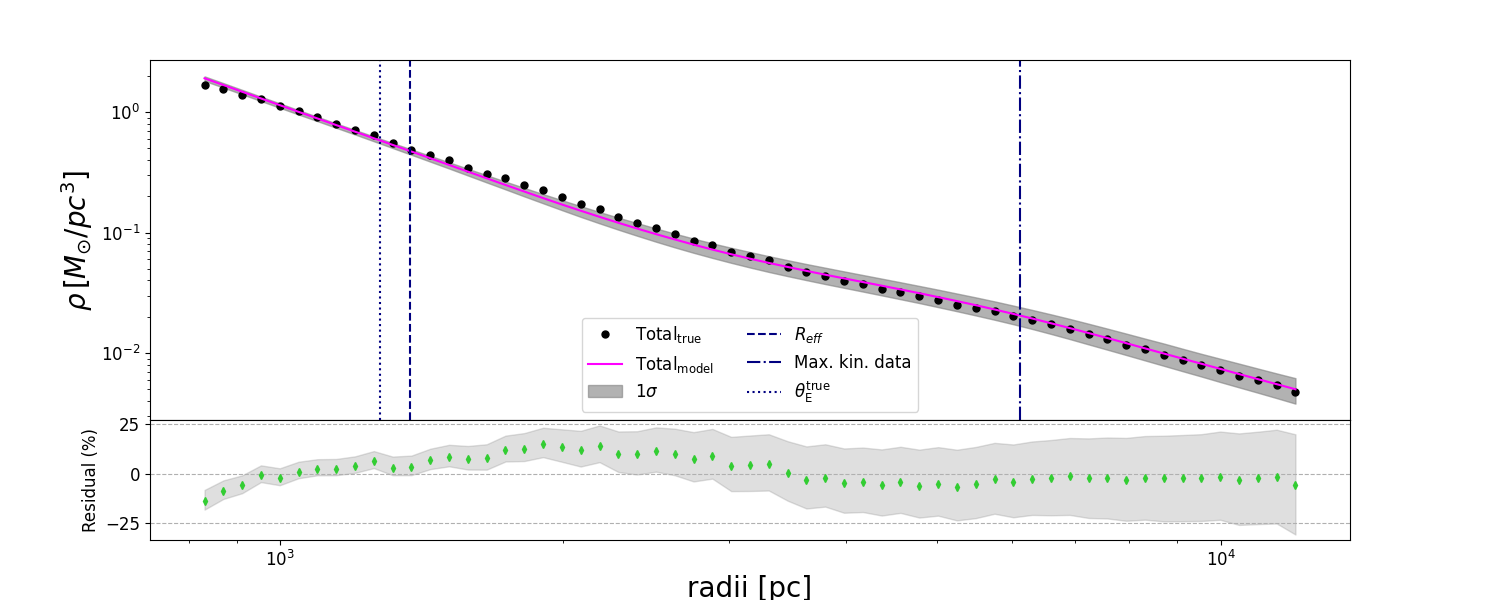 ρ [M⊙/pc³]
10⁰
10⁻¹
10⁻²
Total_true
Total_model
1σ
R_eff
Max. kin. data
θ_E^true
Residual (%)
25
0
−25
10³
10⁴
radii [pc]